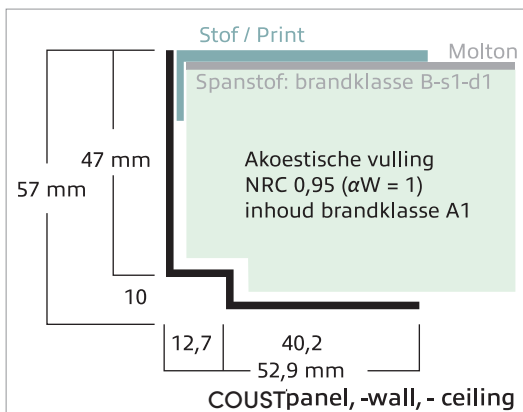 Stof / Print
Molton
Spanstof: brandklasse B-s1-d1
47 mm
57 mm
Akoestische vulling
NRC 0,95 (αW = 1)
inhoud brandklasse A1
10
12,7
40,2
52,9 mm
COUSTpanel, -wall, - ceiling